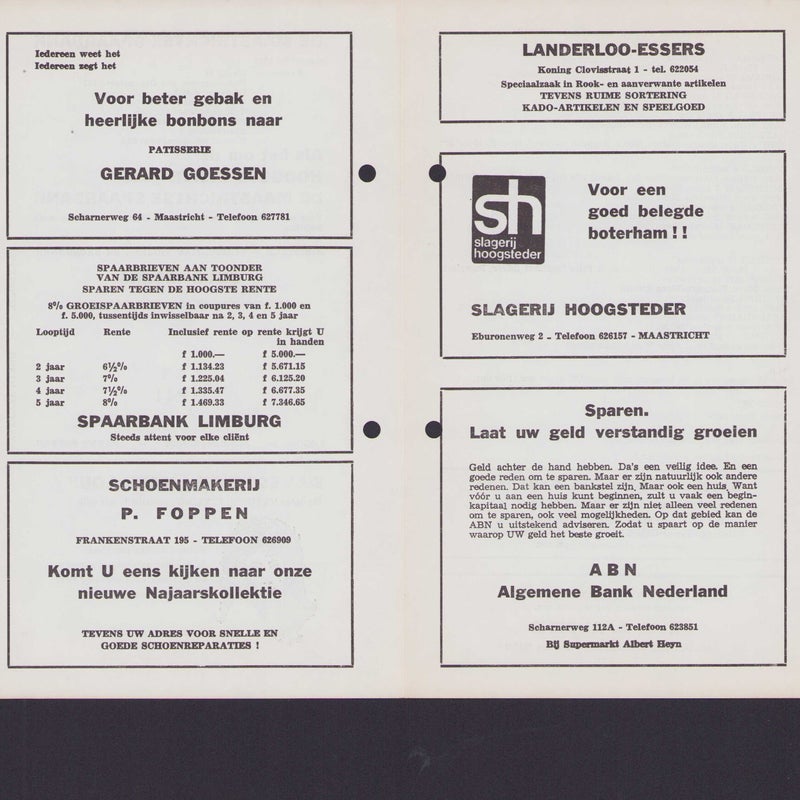 Iedereen weet het
Iedereen zegt het
Voor beter gebak en
heerlijke bonbons naar
PATISSERIE
GERARD GOESSEN
Scharnerweg 64 - Maastricht - Telefoon 627781
SPAARBRIEVEN AAN TOONDER
VAN DE SPAARBANK LIMBURG
SPAREN TEGEN DE HOOGSTE RENTE
8% GROEISPAARBRIEVEN in coupures van f. 1.000 en
f. 5.000, tussentijds inwisselbaar na 2, 3, 4 en 5 jaar
Looptijd Rente Inclusief rente op rente krijgt U
in handen
f 1.000.— f 5.000.—
2 jaar 6½% f 1.134.23 f 5.671.15
3 jaar 7% f 1.225.04 f 6.125.20
4 jaar 7½% f 1.335.47 f 6.677.35
5 jaar 8% f 1.469.33 f 7.346.65
SPAARBANK LIMBURG
Steeds attent voor elke cliënt
SCHOENMAKERIJ
P. FOPPEN
FRANKENSTRAAT 195 - TELEFOON 626909
Komt U eens kijken naar onze
nieuwe Najaarskollektie
TEVENS UW ADRES VOOR SNELLE EN
GOEDE SCHOENREPARATIES !
LANDERLOO-ESSERS
Koning Clovisstraat 1 - tel. 622054
Speciaalzaak in Rook- en aanverwante artikelen
TEVENS RUIME SORTERING
KADO-ARTIKELEN EN SPEELGOED
sh
slagerij
hoogsteder
Voor een
goed belegde
boterham !!
SLAGERIJ HOOGSTEDER
Eburonenweg 2 - Telefoon 626157 - MAASTRICHT
Sparen.
Laat uw geld verstandig groeien
Geld achter de hand hebben. Da's een veilig idee. En een
goede reden om te sparen. Maar er zijn natuurlijk ook andere
redenen. Dat kan een bankstel zijn. Maar ook een huis. Want
vóór u aan een huis kunt beginnen, zult u vaak een begin-
kapitaal nodig hebben. Maar er zijn niet alleen veel redenen
om te sparen, ook veel mogelijkheden. Op dat gebied kan de
ABN u uitstekend adviseren. Zodat u spaart op de manier
waarop UW geld het beste groeit.
ABN
Algemene Bank Nederland
Scharnerweg 112A - Telefoon 623851
Bij Supermarkt Albert Heyn